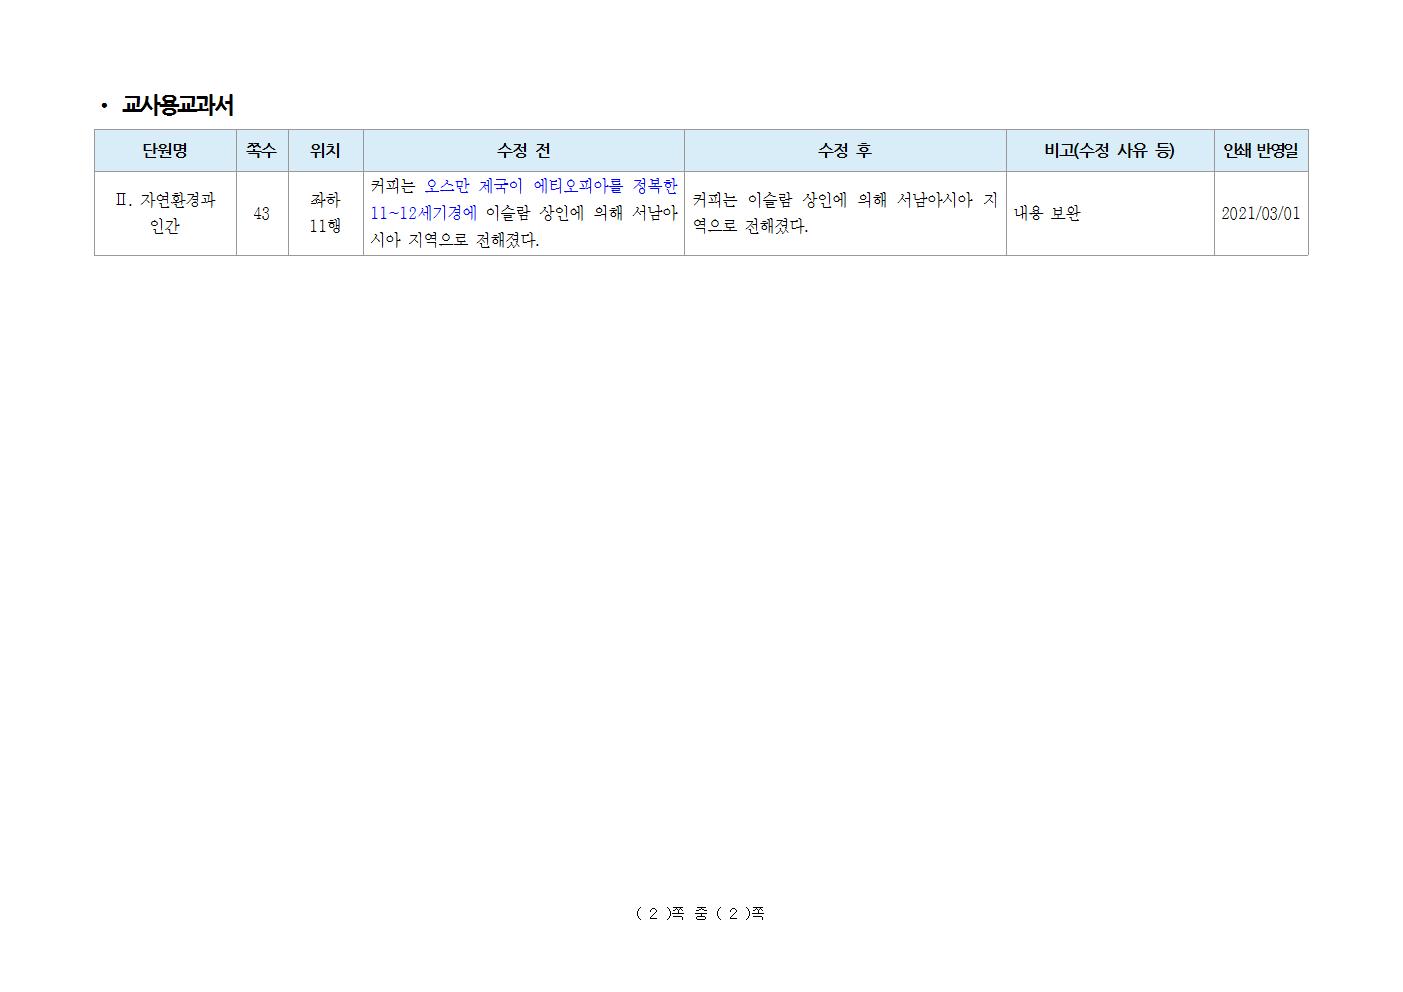 • 교사용교과서
단원명 쪽수 위치 수정 전 수정 후 비고(수정 사유 등) 인쇄 반영일
Ⅱ. 자연환경과
인간
43
좌하
11행
커피는 오스만 제국이 에티오피아를 정복한
11~12세기경에 이슬람 상인에 의해 서남아
시아 지역으로 전해졌다.
커피는 이슬람 상인에 의해 서남아시아 지
역으로 전해졌다.
내용 보완
2021/03/01
( 2 )쪽 중 ( 2 )쪽